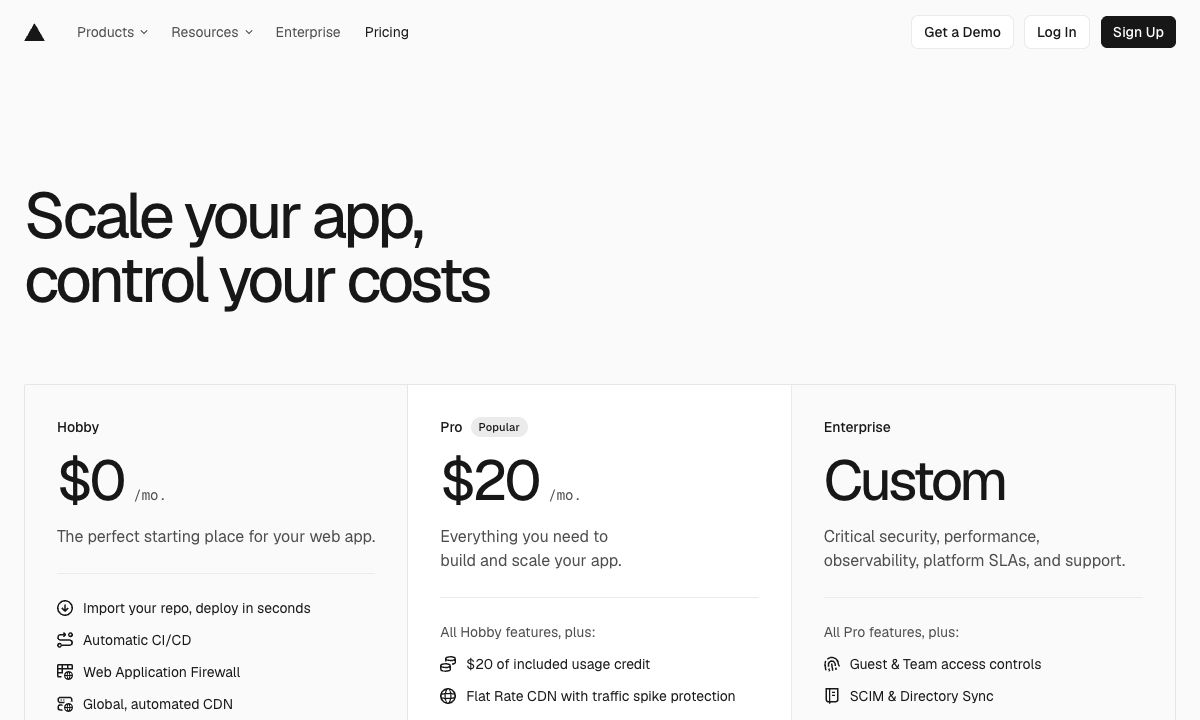 Products
Resources
Enterprise
Pricing
Get a Demo
Log In
Sign Up
Scale your app,
control your costs
Hobby
$0 /mo.
The perfect starting place for your web app.
Import your repo, deploy in seconds
Automatic CI/CD
Web Application Firewall
Global, automated CDN
Pro Popular
$20 /mo.
Everything you need to
build and scale your app.
All Hobby features, plus:
$20 of included usage credit
Flat Rate CDN with traffic spike protection
Enterprise
Custom
Critical security, performance,
observability, platform SLAs, and support.
All Pro features, plus:
Guest & Team access controls
SCIM & Directory Sync